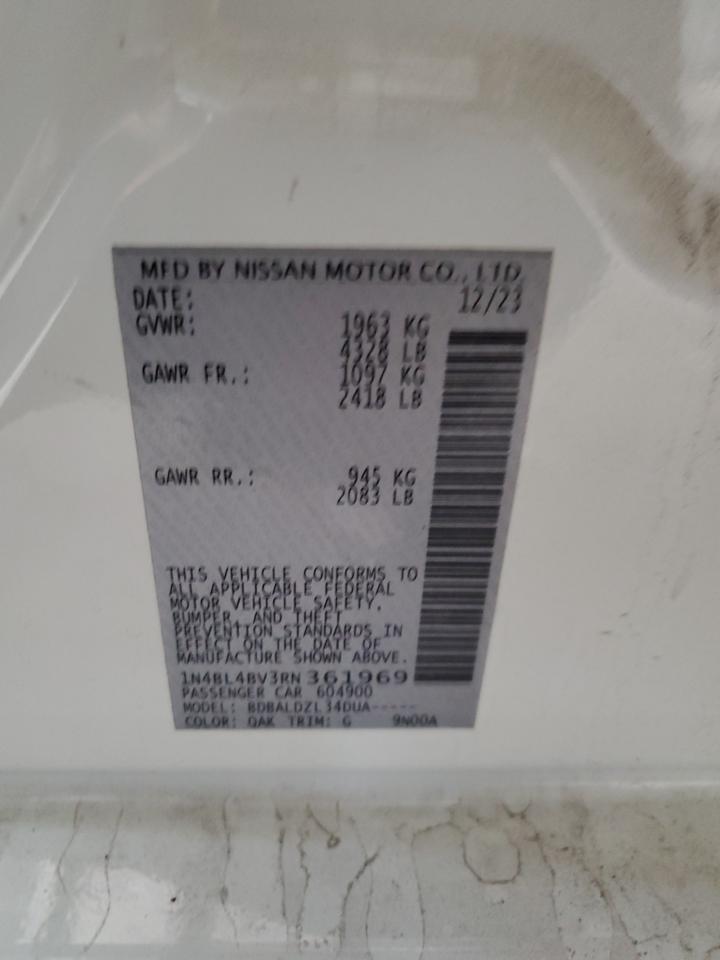 MFD BY NISSAN MOTOR CO., LTD.
DATE: 12/23
GVWR: 1963 KG
4328 LB
GAWR FR.: 1097 KG
2418 LB
GAWR RR.: 945 KG
2083 LB
THIS VEHICLE CONFORMS TO
ALL APPLICABLE FEDERAL
MOTOR VEHICLE SAFETY,
BUMPER, AND THEFT
PREVENTION STANDARDS IN
EFFECT ON THE DATE OF
MANUFACTURE SHOWN ABOVE.
1N4BL4BV3RN361969
PASSENGER CAR 604900
MODEL: BDBALDZL34DUA-----
COLOR: QAK TRIM: G 9N00A